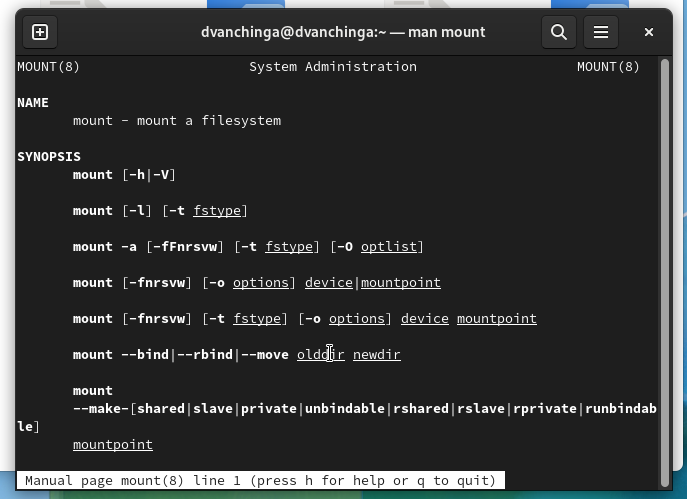 dvanchinga@dvanchinga:~ — man mount
MOUNT(8) System Administration MOUNT(8)
NAME
mount - mount a filesystem
SYNOPSIS
mount [-h|-V]
mount [-l] [-t fstype]
mount -a [-fFnrsvw] [-t fstype] [-O optlist]
mount [-fnrsvw] [-o options] device|mountpoint
mount [-fnrsvw] [-t fstype] [-o options] device mountpoint
mount --bind|--rbind|--move olddir newdir
mount
--make-[shared|slave|private|unbindable|rshared|rslave|rprivate|runbindab
le]
mountpoint
Manual page mount(8) line 1 (press h for help or q to quit)